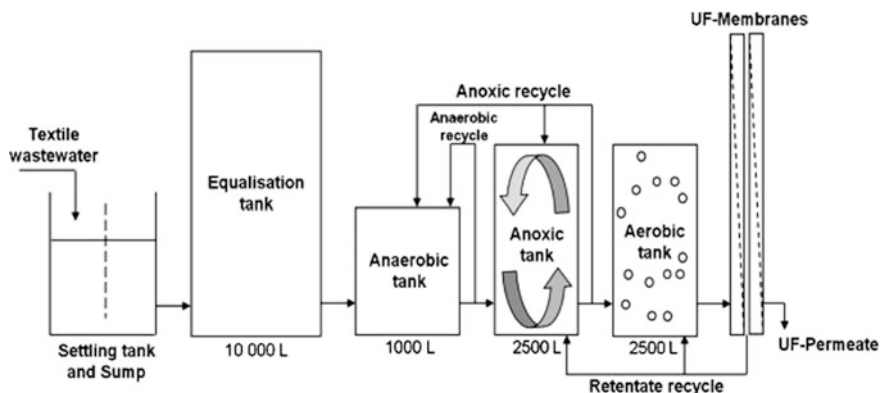 UF-Membranes
Anoxic recycle
Anaerobic
recycle
Textile
wastewater
Equalisation
tank
Anaerobic
tank
Anoxic
tank
Aerobic
tank
Settling tank
and Sump
10 000 L
1000 L
2500 L
2500L
UF-Permeate
Retentate recycle